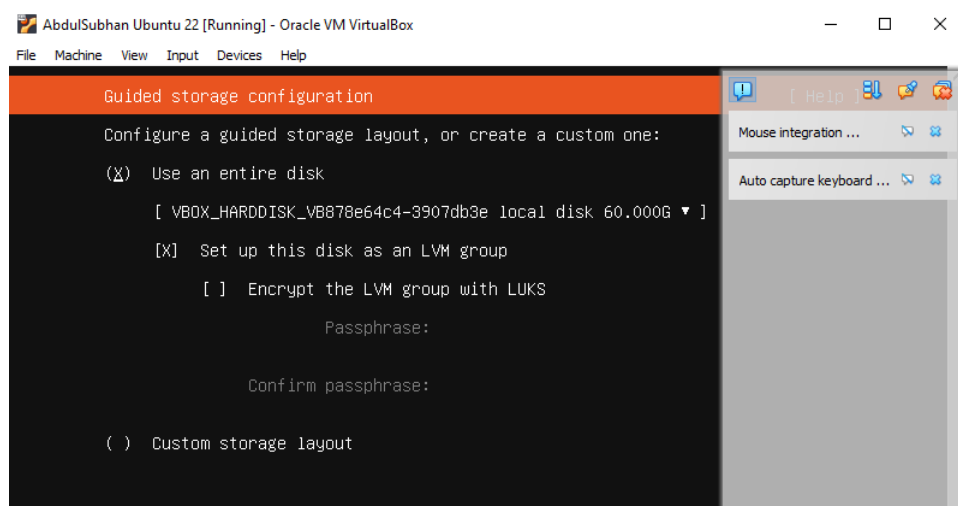 AbdulSubhan Ubuntu 22 [Running] - Oracle VM VirtualBox
File Machine View Input Devices Help
Guided storage configuration [ Help ]
Configure a guided storage layout, or create a custom one:
(X) Use an entire disk
[ VBOX_HARDDISK_VB878e64c4-3907db3e local disk 60.000G ▾ ]
[X] Set up this disk as an LVM group
[ ] Encrypt the LVM group with LUKS
Passphrase:
Confirm passphrase:
( ) Custom storage layout
Mouse integration ...
Auto capture keyboard ...